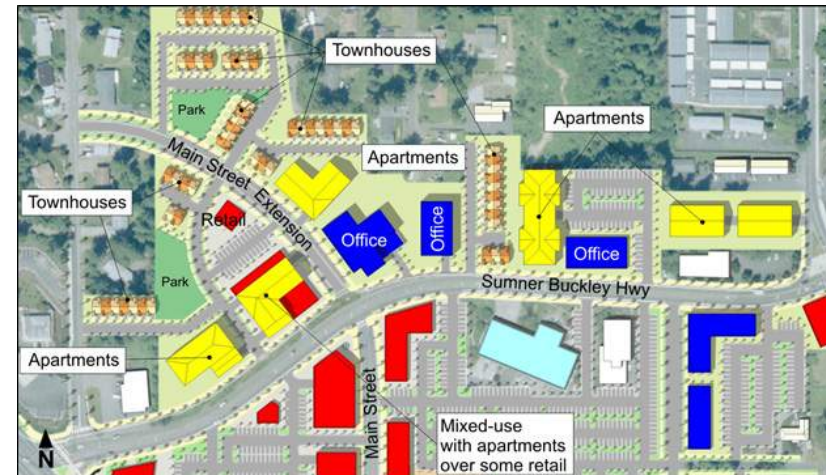 Townhouses
Park
Apartments
Apartments
Main Street Extension
Townhouses
Retail
Office
Office
Office
Park
Sumner Buckley Hwy
Apartments
Main Street
Mixed-use
with apartments
over some retail
N